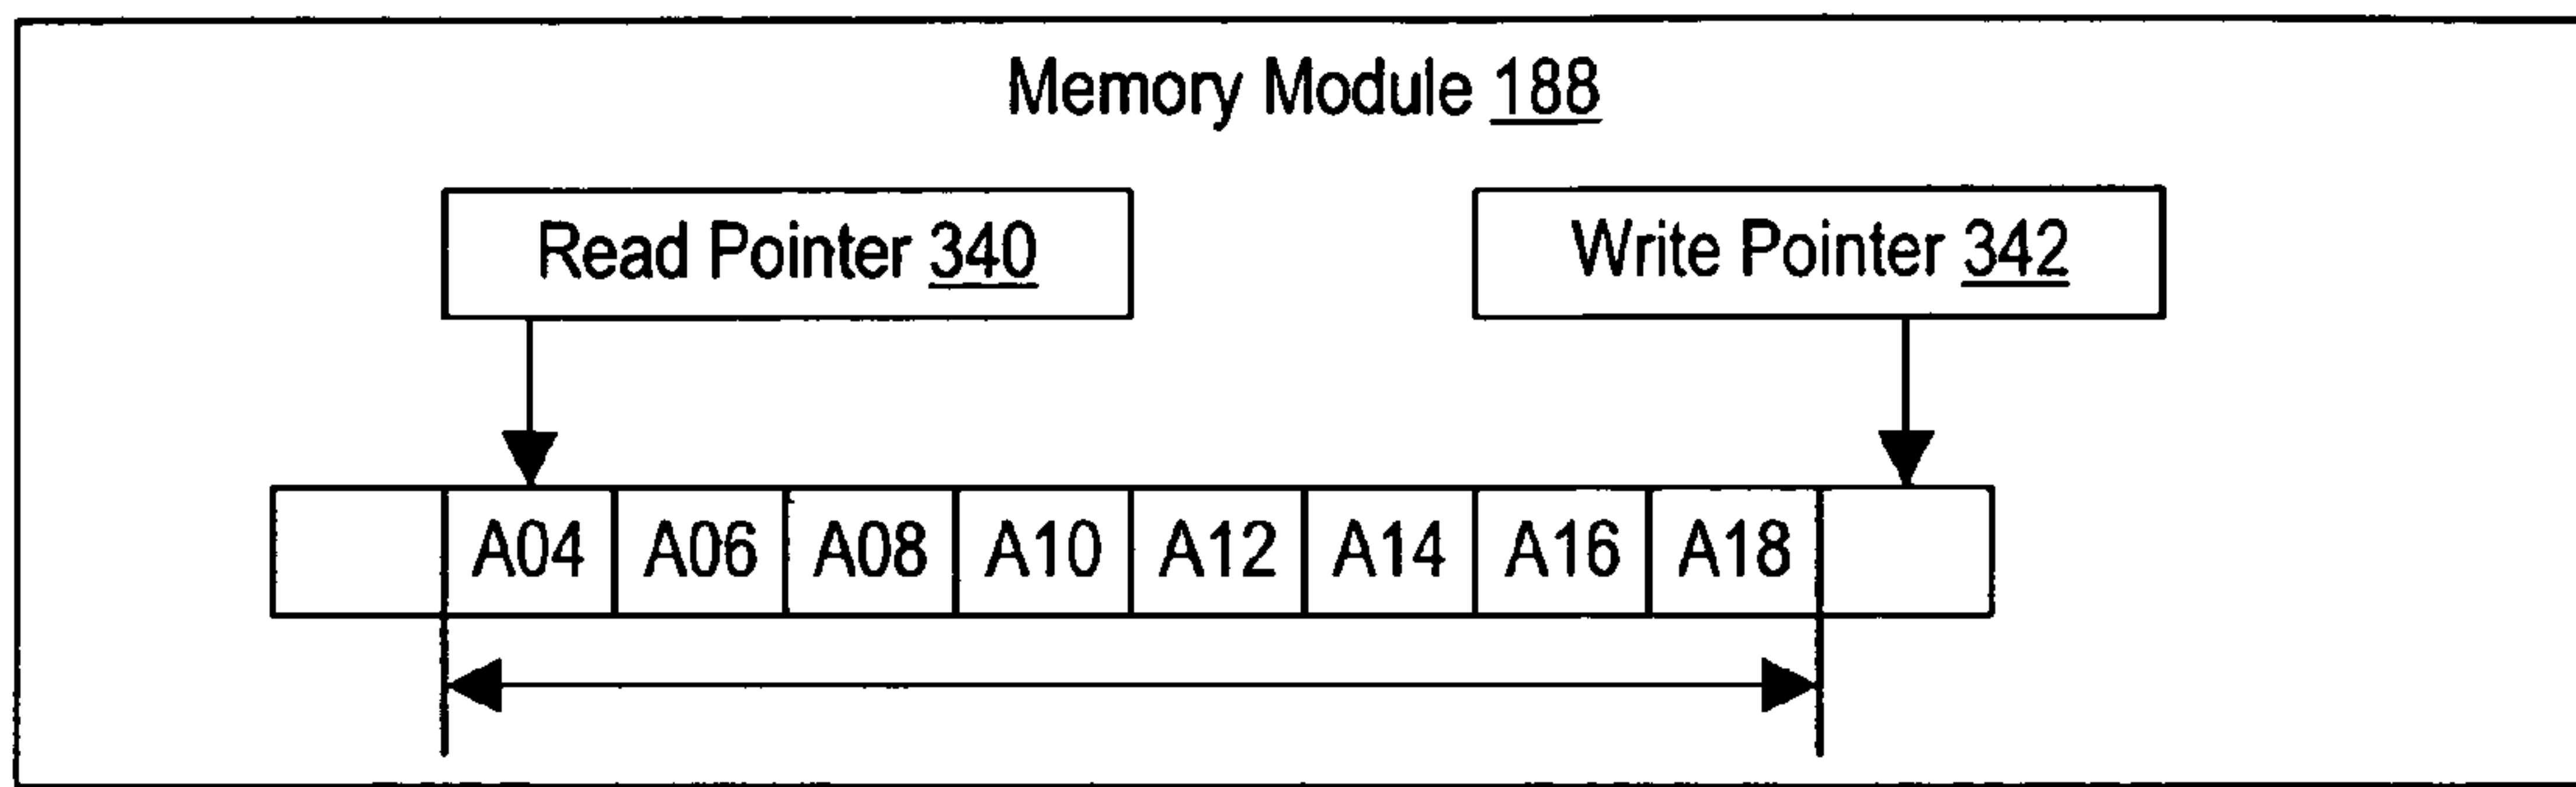 Memory Module 188
Read Pointer 340 Write Pointer 342
A04 A06 A08 A10 A12 A14 A16 A18